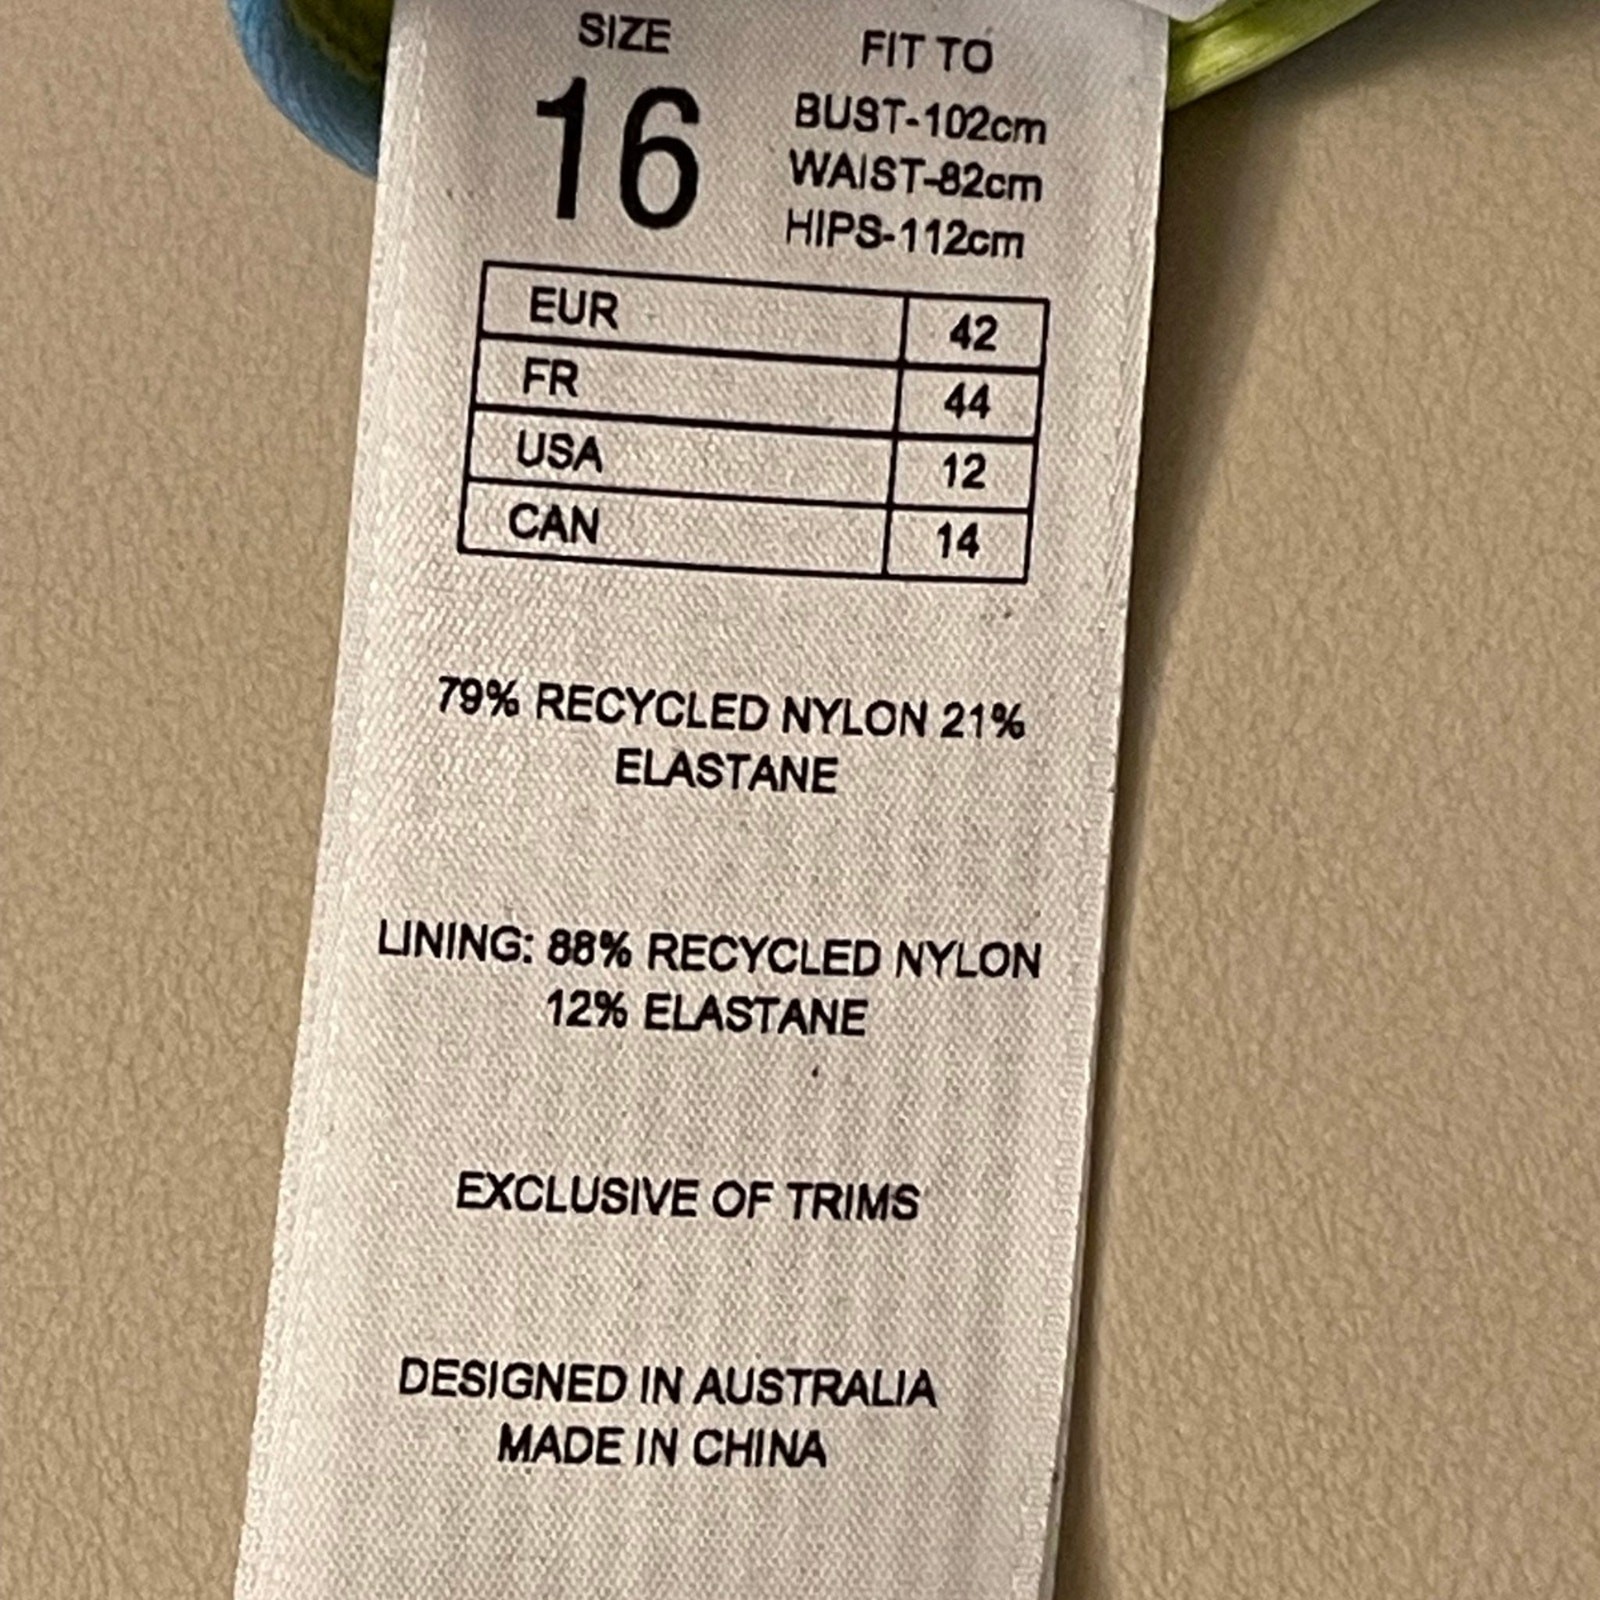 SIZE
16
FIT TO
BUST-102cm
WAIST-82cm
HIPS-112cm
EUR 42
FR 44
USA 12
CAN 14
79% RECYCLED NYLON 21%
ELASTANE
LINING: 88% RECYCLED NYLON
12% ELASTANE
EXCLUSIVE OF TRIMS
DESIGNED IN AUSTRALIA
MADE IN CHINA